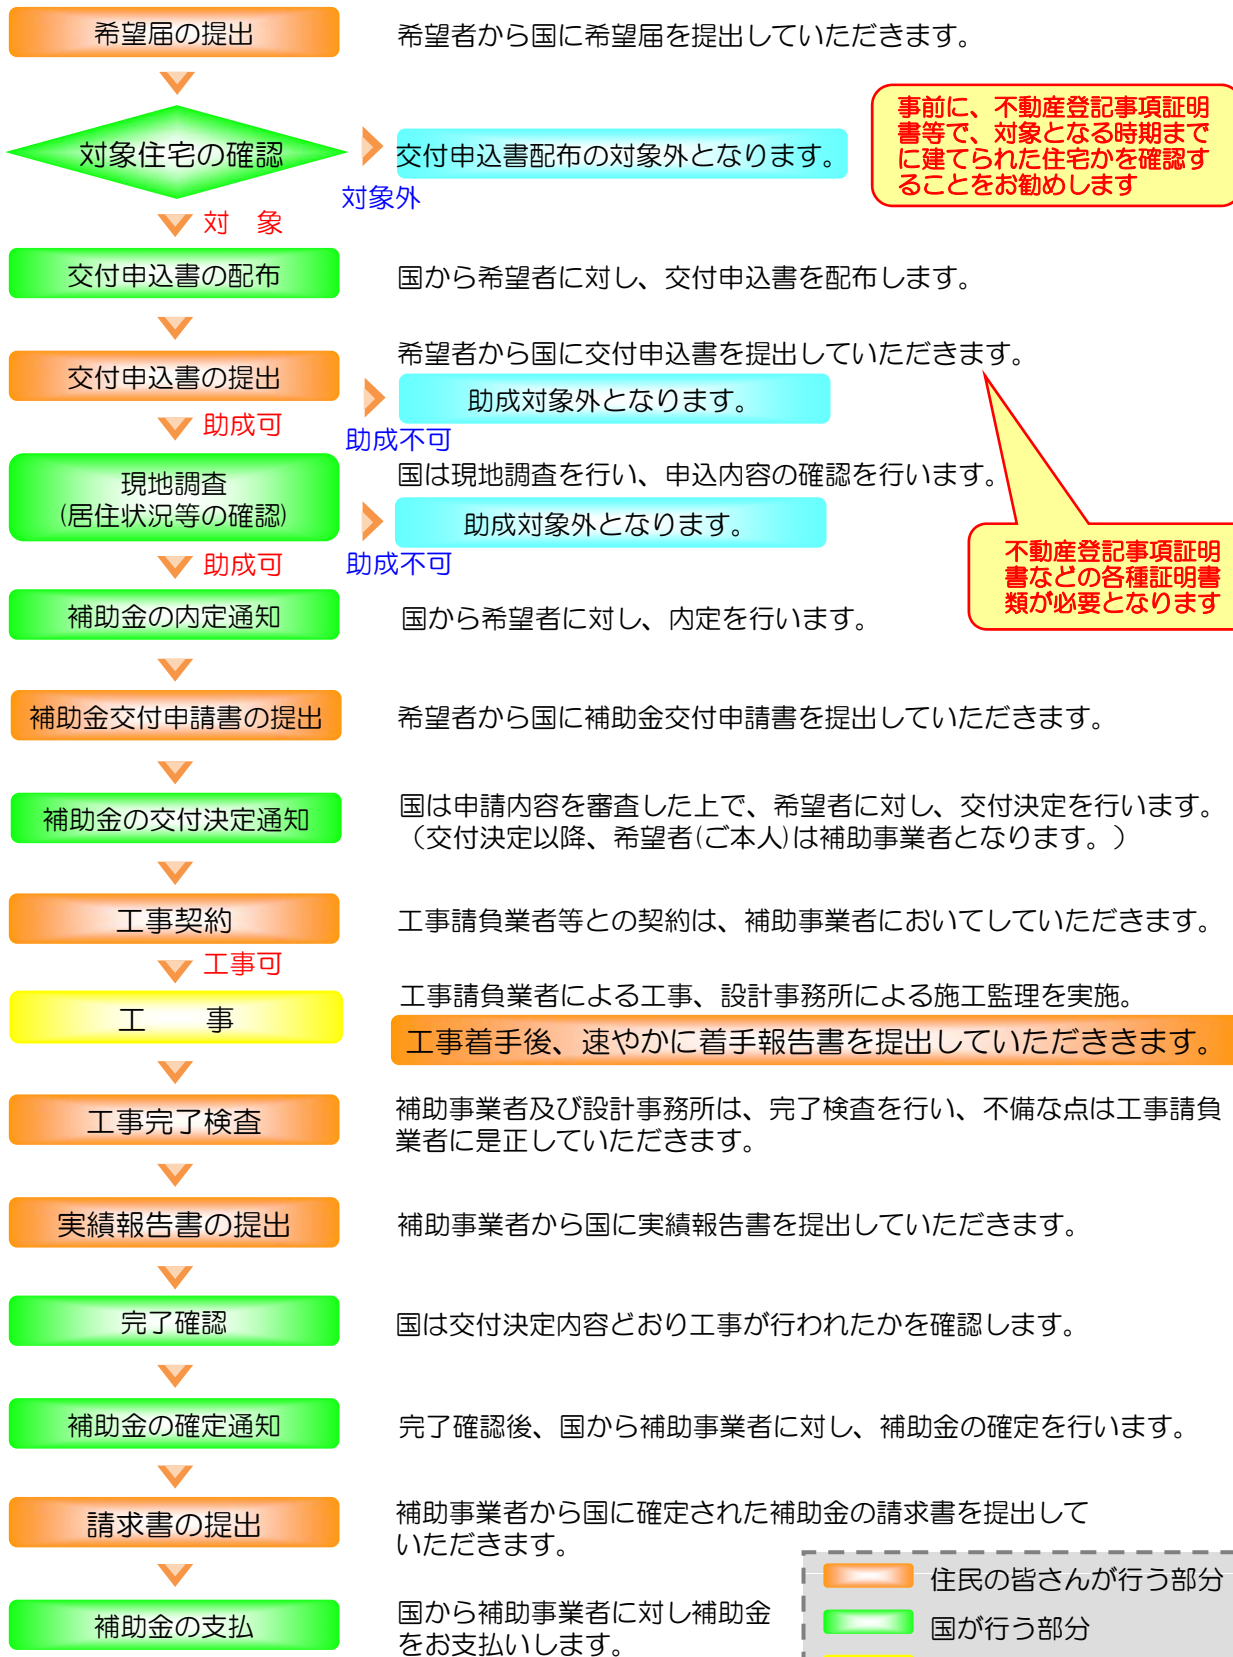 希望届の提出
希望者から国に希望届を提出していただきます。
事前に、不動産登記事項証明
書等で、対象となる時期まで
に建てられた住宅かを確認す
ることをお勧めします
対象住宅の確認
交付申込書配布の対象外となります。
対象外
対　象
交付申込書の配布
国から希望者に対し、交付申込書を配布します。
希望者から国に交付申込書を提出していただきます。
交付申込書の提出
助成対象外となります。
助成可
助成不可
現地調査
(居住状況等の確認)
国は現地調査を行い、申込内容の確認を行います。
助成対象外となります。
助成可
助成不可
不動産登記事項証明
書などの各種証明書
類が必要となります
補助金の内定通知
国から希望者に対し、内定を行います。
補助金交付申請書の提出
希望者から国に補助金交付申請書を提出していただきます。
補助金の交付決定通知
国は申請内容を審査した上で、希望者に対し、交付決定を行います。
（交付決定以降、希望者(ご本人)は補助事業者となります。）
工事契約
工事請負業者等との契約は、補助事業者においてしていただきます。
工事可
工　　事
工事請負業者による工事、設計事務所による施工監理を実施。
工事着手後、速やかに着手報告書を提出していただききます。
工事完了検査
補助事業者及び設計事務所は、完了検査を行い、不備な点は工事請負
業者に是正していただきます。
実績報告書の提出
補助事業者から国に実績報告書を提出していただきます。
完了確認
国は交付決定内容どおり工事が行われたかを確認します。
補助金の確定通知
完了確認後、国から補助事業者に対し、補助金の確定を行います。
請求書の提出
補助事業者から国に確定された補助金の請求書を提出して
いただきます。
補助金の支払
国から補助事業者に対し補助金
をお支払いします。
住民の皆さんが行う部分
国が行う部分